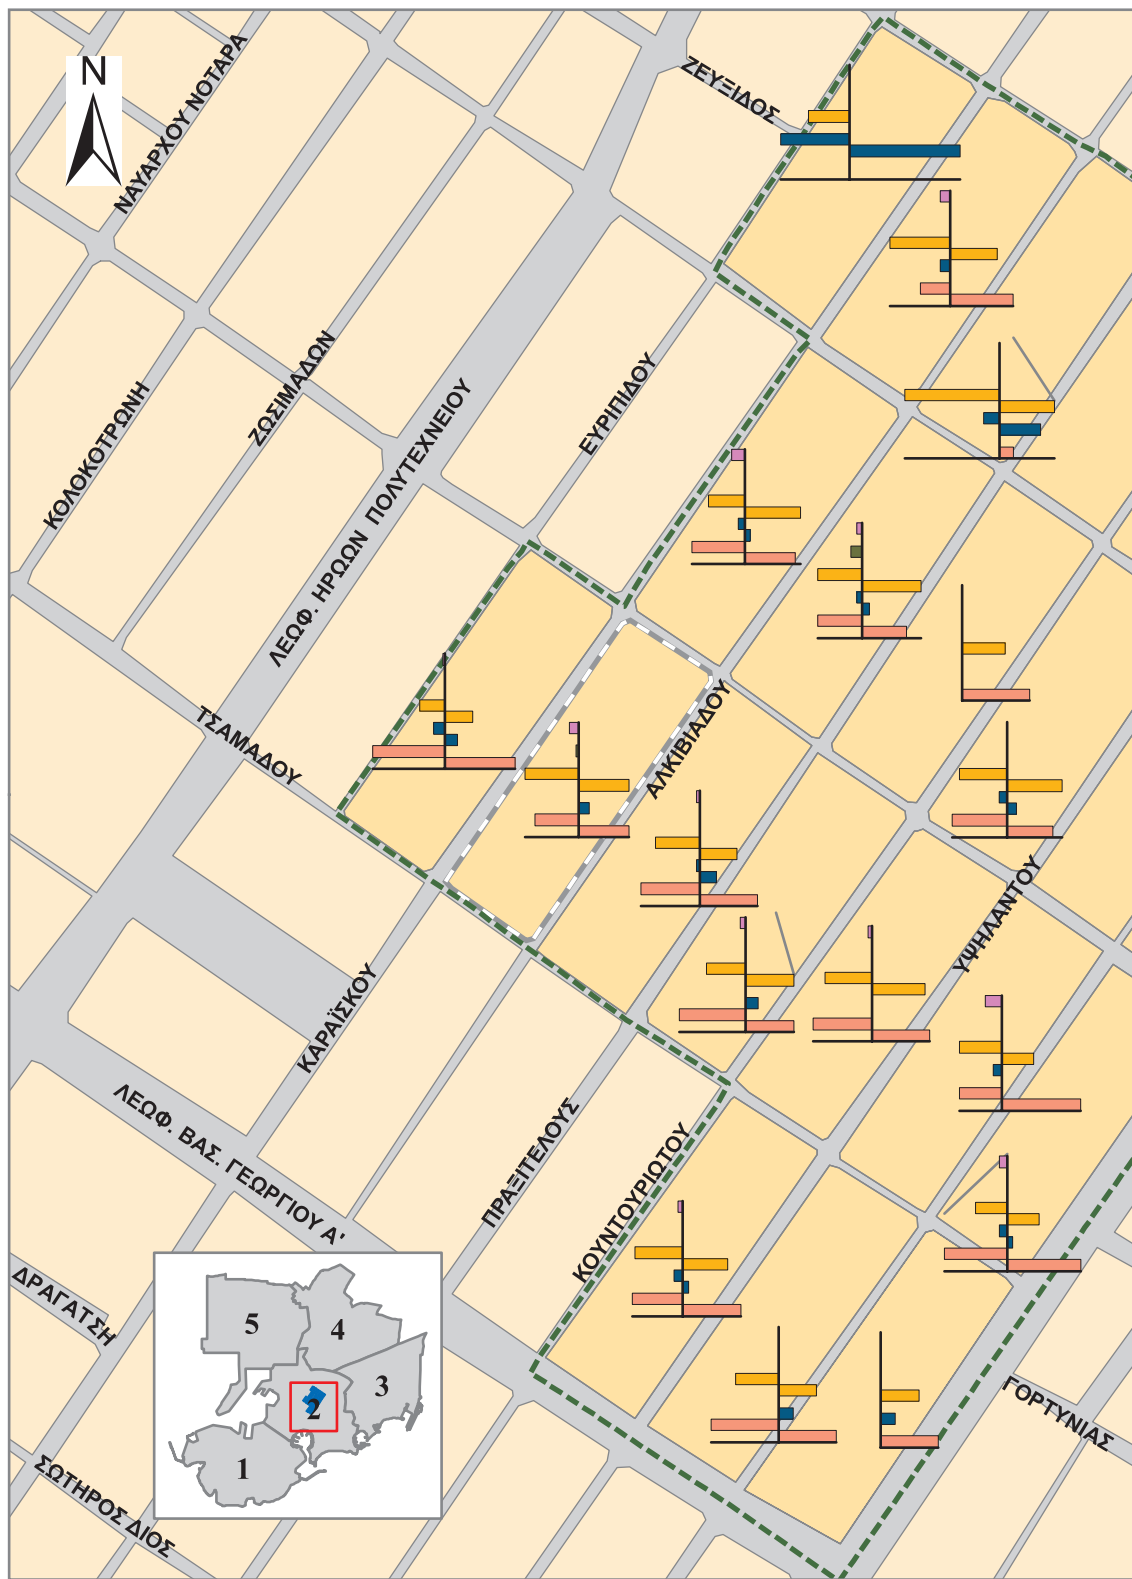 N
ΝΑΥΑΡΧΟΥ ΝΟΤΑΡΑ
ΖΕΥΞΙΔΟΣ
ΚΟΛΟΚΟΤΡΩΝΗ
ΖΩΣΙΜΑΔΩΝ
ΛΕΩΦ. ΗΡΩΩΝ ΠΟΛΥΤΕΧΝΕΙΟΥ
ΕΥΡΙΠΙΔΟΥ
ΤΣΑΜΑΔΟΥ
ΑΛΚΙΒΙΑΔΟΥ
ΥΨΗΛΑΝΤΟΥ
ΚΑΡΑΪΣΚΟΥ
ΛΕΩΦ. ΒΑΣ. ΓΕΩΡΓΙΟΥ Α'
ΠΡΑΞΙΤΕΛΟΥΣ
ΚΟΥΝΤΟΥΡΙΩΤΟΥ
ΔΡΑΓΑΤΣΗ
5
4
3
2
1
ΓΟΡΤΥΝΙΑΣ
ΣΩΤΗΡΟΣ ΔΙΟΣ